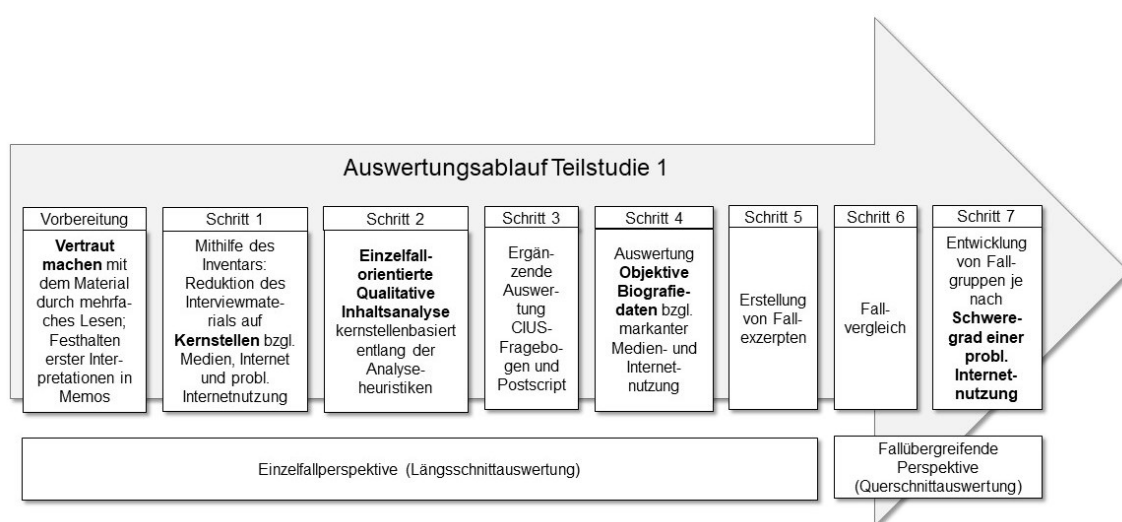 Auswertungsablauf Teilstudie 1
Vorbereitung
Vertraut
machen mit
dem Material
durch mehrfa-
ches Lesen;
Festhalten
erster Inter-
pretationen in
Memos
Schritt 1
Mithilfe des
Inventars:
Reduktion des
Interviewmate-
rials auf
Kernstellen bzgl.
Medien, Internet
und probl.
Internetnutzung
Schritt 2
Einzelfall-
orientierte
Qualitative
Inhaltsanalyse
kernstellenbasiert
entlang der
Analyse-
heuristiken
Schritt 3
Ergän-
zende
Auswer-
tung
CIUS-
Fragebo-
gen und
Postscript
Schritt 4
Auswertung
Objektive
Biografie-
daten bzgl.
markanter
Medien- und
Internet-
nutzung
Schritt 5
Erstellung
von Fall-
exzerpten
Schritt 6
Fall-
vergleich
Schritt 7
Entwicklung
von Fall-
gruppen je
nach
Schwere-
grad einer
probl.
Internet-
nutzung
Einzelfallperspektive (Längsschnittauswertung)
Fallübergreifende
Perspektive
(Querschnittauswertung)